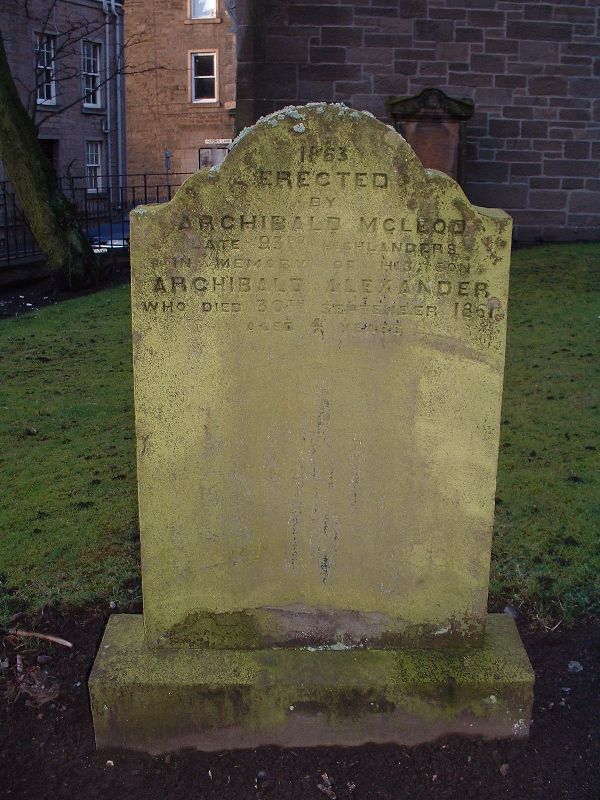 1863
ERECTED
BY
ARCHIBALD MCLEOD
LATE 93RD HIGHLANDERS
IN MEMORY OF HIS SON
ARCHIBALD ALEXANDER
WHO DIED 30TH SEPTEMBER 1861
AGED 4 YEARS